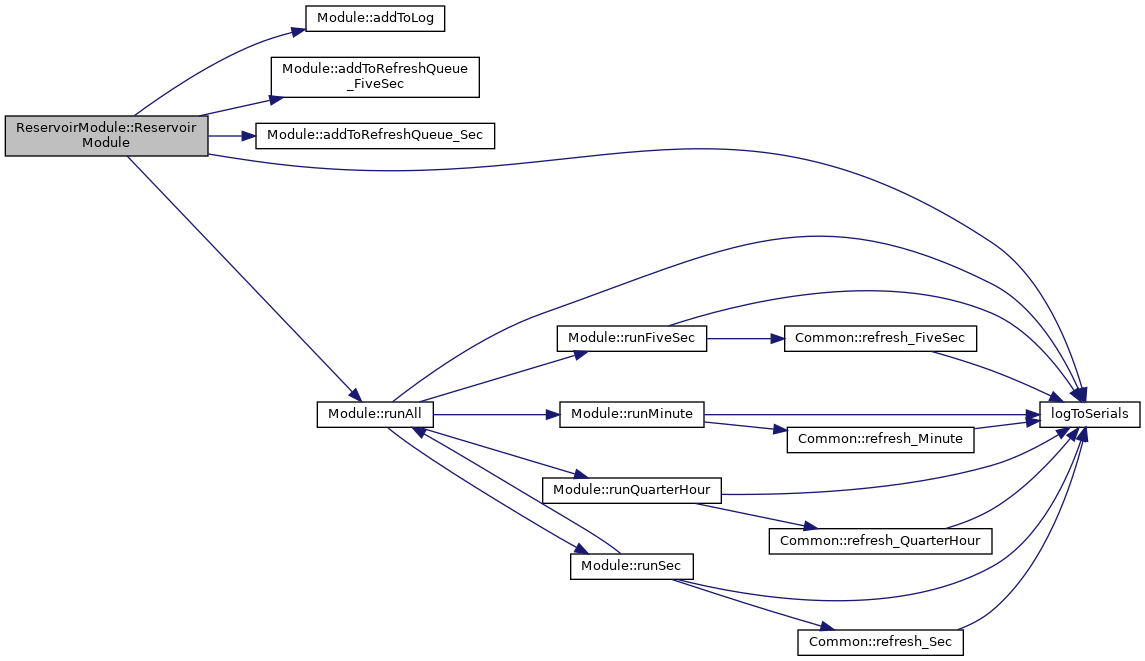 Module::addToLog
Module::addToRefreshQueue
_FiveSec
ReservoirModule::Reservoir
Module
Module::addToRefreshQueue_Sec
Module::runFiveSec
Common::refresh_FiveSec
Module::runAll
Module::runMinute
logToSerials
Common::refresh_Minute
Module::runQuarterHour
Common::refresh_QuarterHour
Module::runSec
Common::refresh_Sec